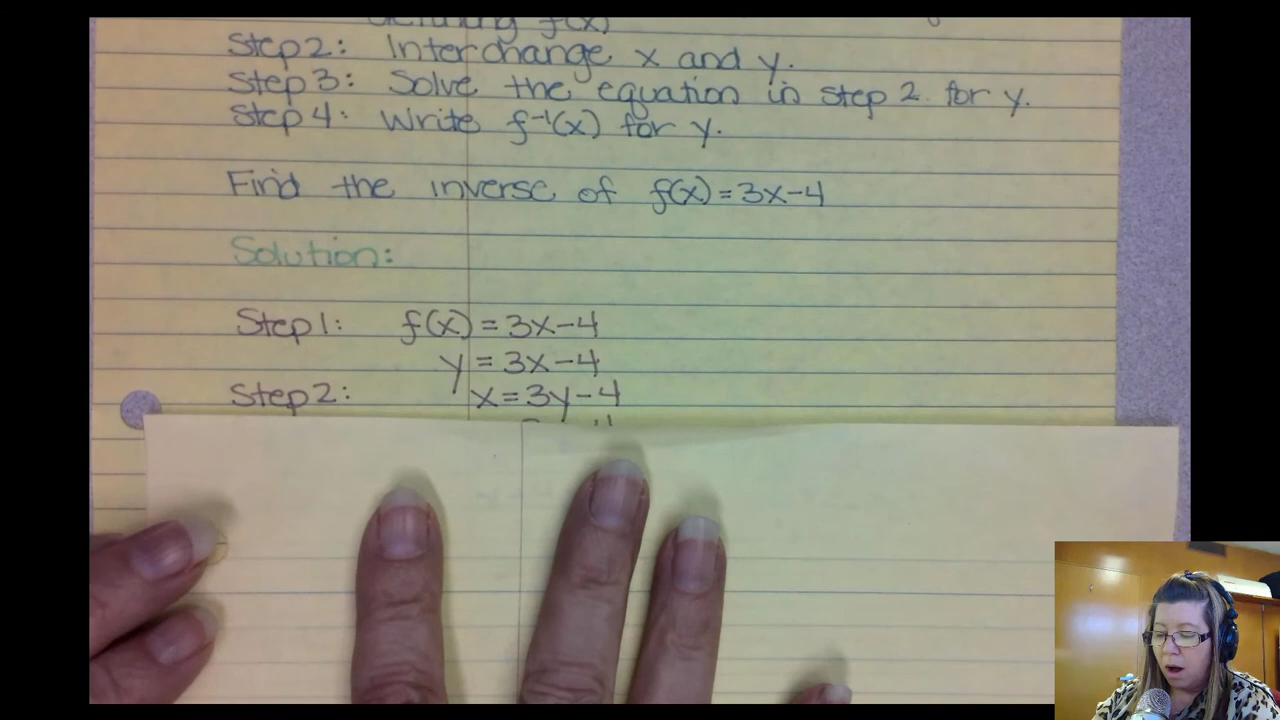 defining f(x)
Step 2: Interchange x and y.
Step 3: Solve the equation in step 2 for y.
Step 4: Write f⁻¹(x) for y.
Find the inverse of f(x) = 3x-4
Solution:
Step 1: f(x) = 3x-4
y = 3x-4
Step 2: x = 3y-4